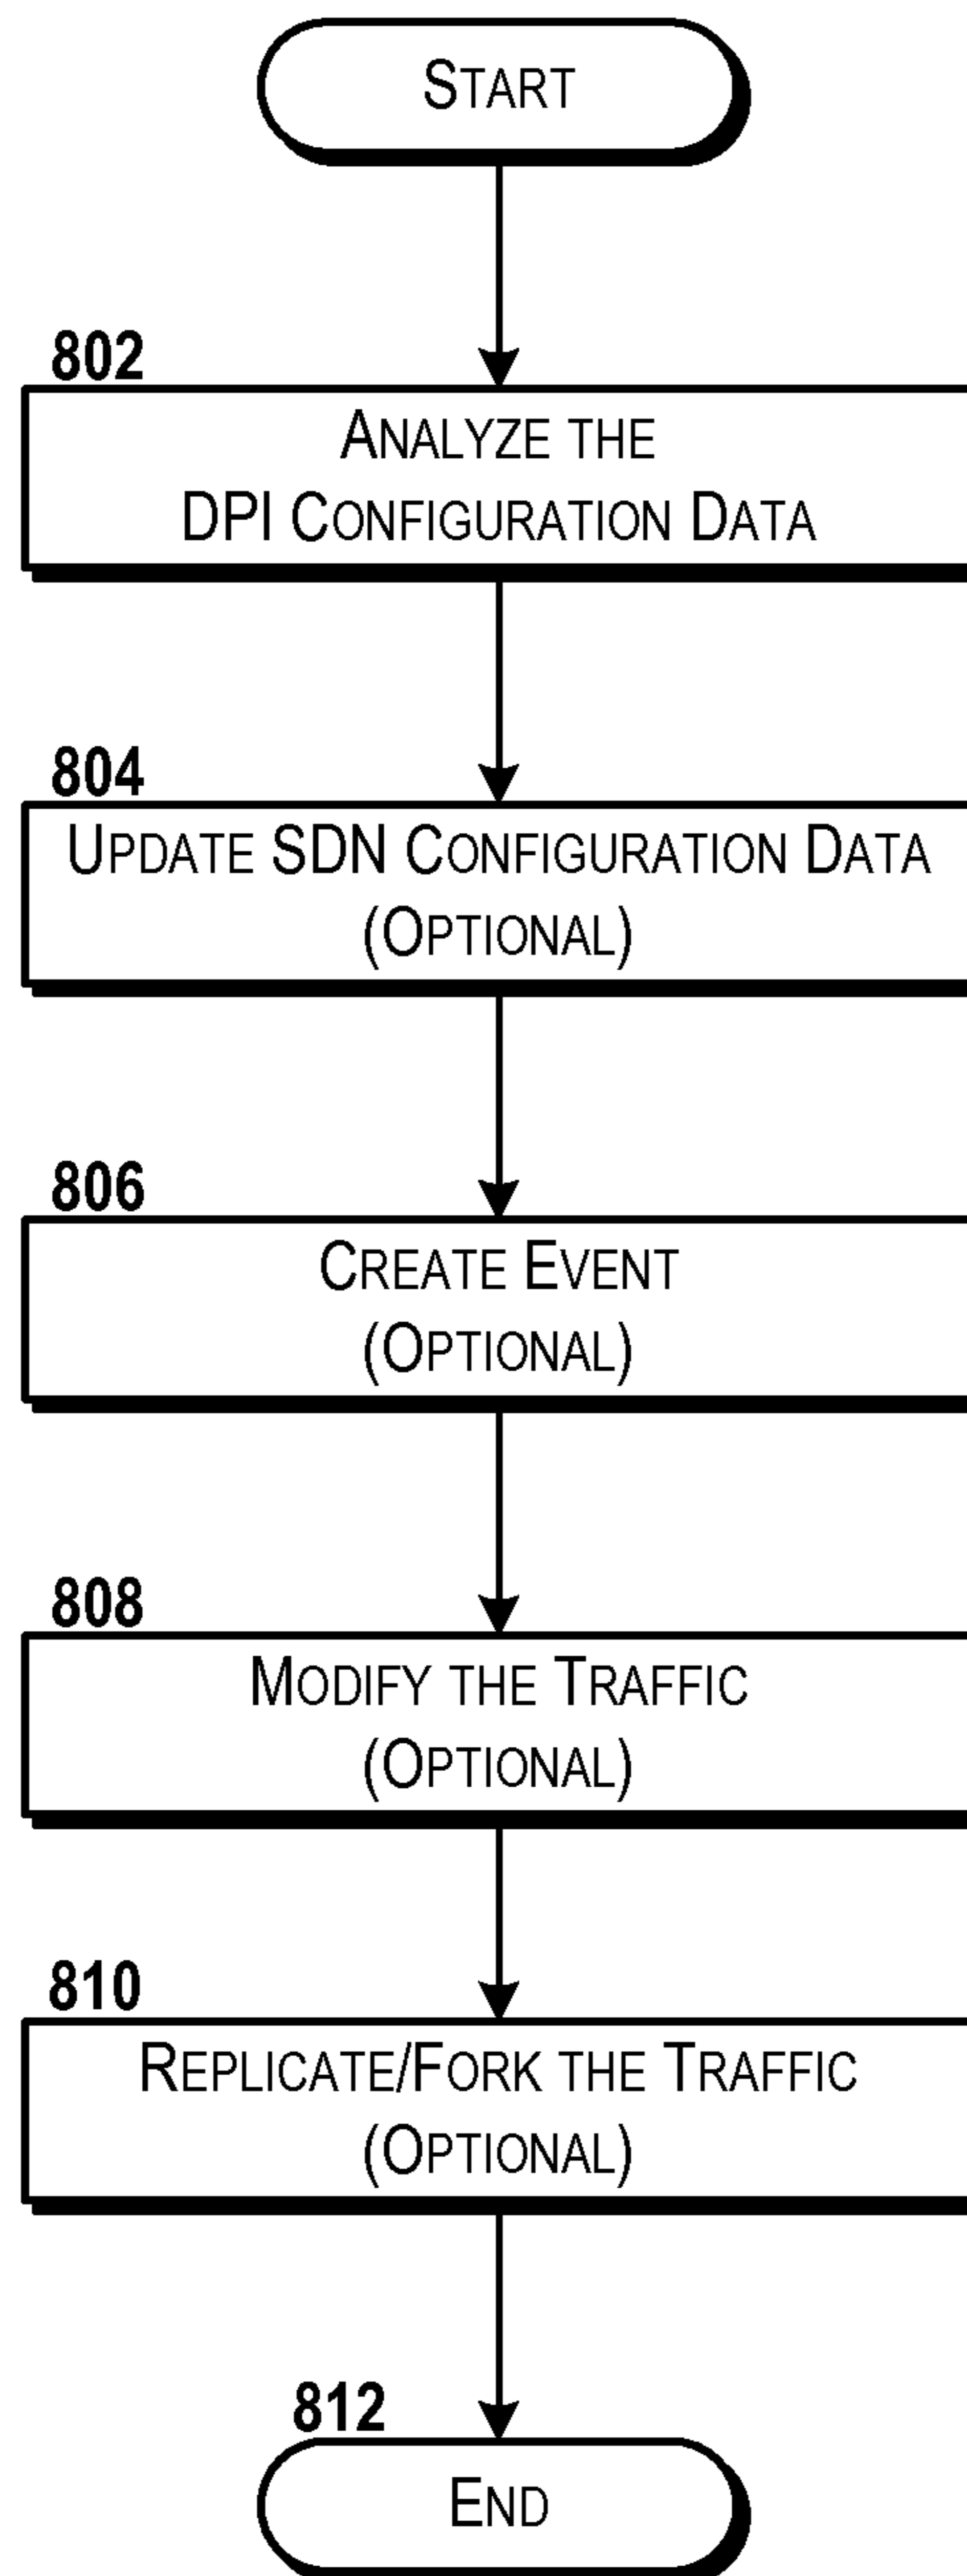 START
802
ANALYZE THE
DPI CONFIGURATION DATA
804
UPDATE SDN CONFIGURATION DATA
(OPTIONAL)
806
CREATE EVENT
(OPTIONAL)
808
MODIFY THE TRAFFIC
(OPTIONAL)
810
REPLICATE/FORK THE TRAFFIC
(OPTIONAL)
812
END